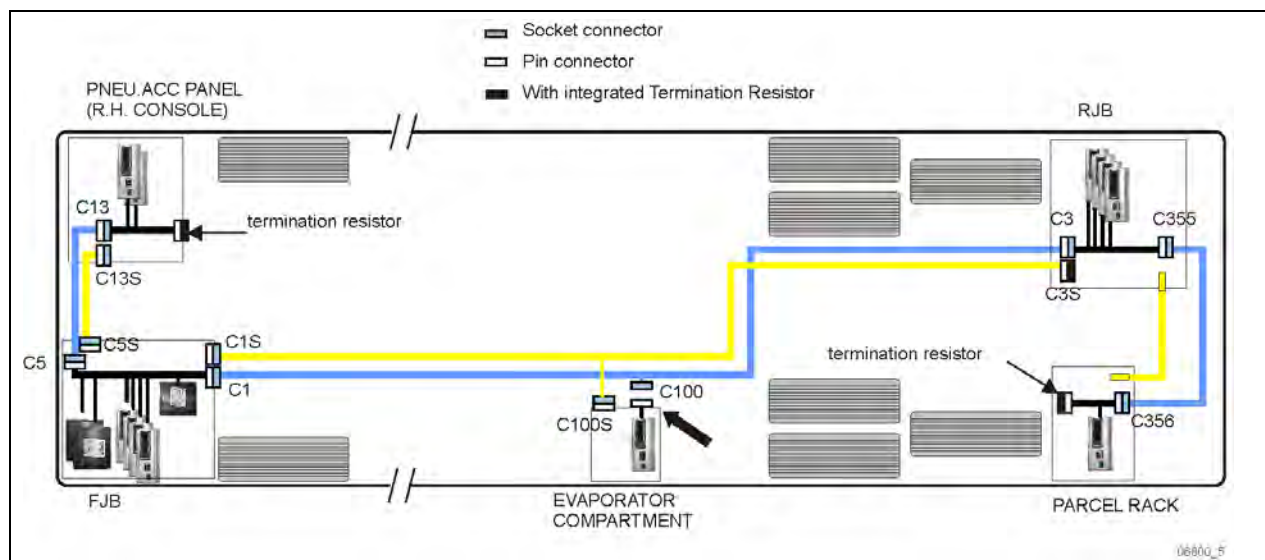 Socket connector
Pin connector
With integrated Termination Resistor
PNEU.ACC PANEL
(R.H. CONSOLE)
RJB
C13
termination resistor
C3
C355
C13S
C3S
C5S
C1S
C5
C1
termination resistor
C100
C100S
C356
FJB
EVAPORATOR
COMPARTMENT
PARCEL RACK
06600_5